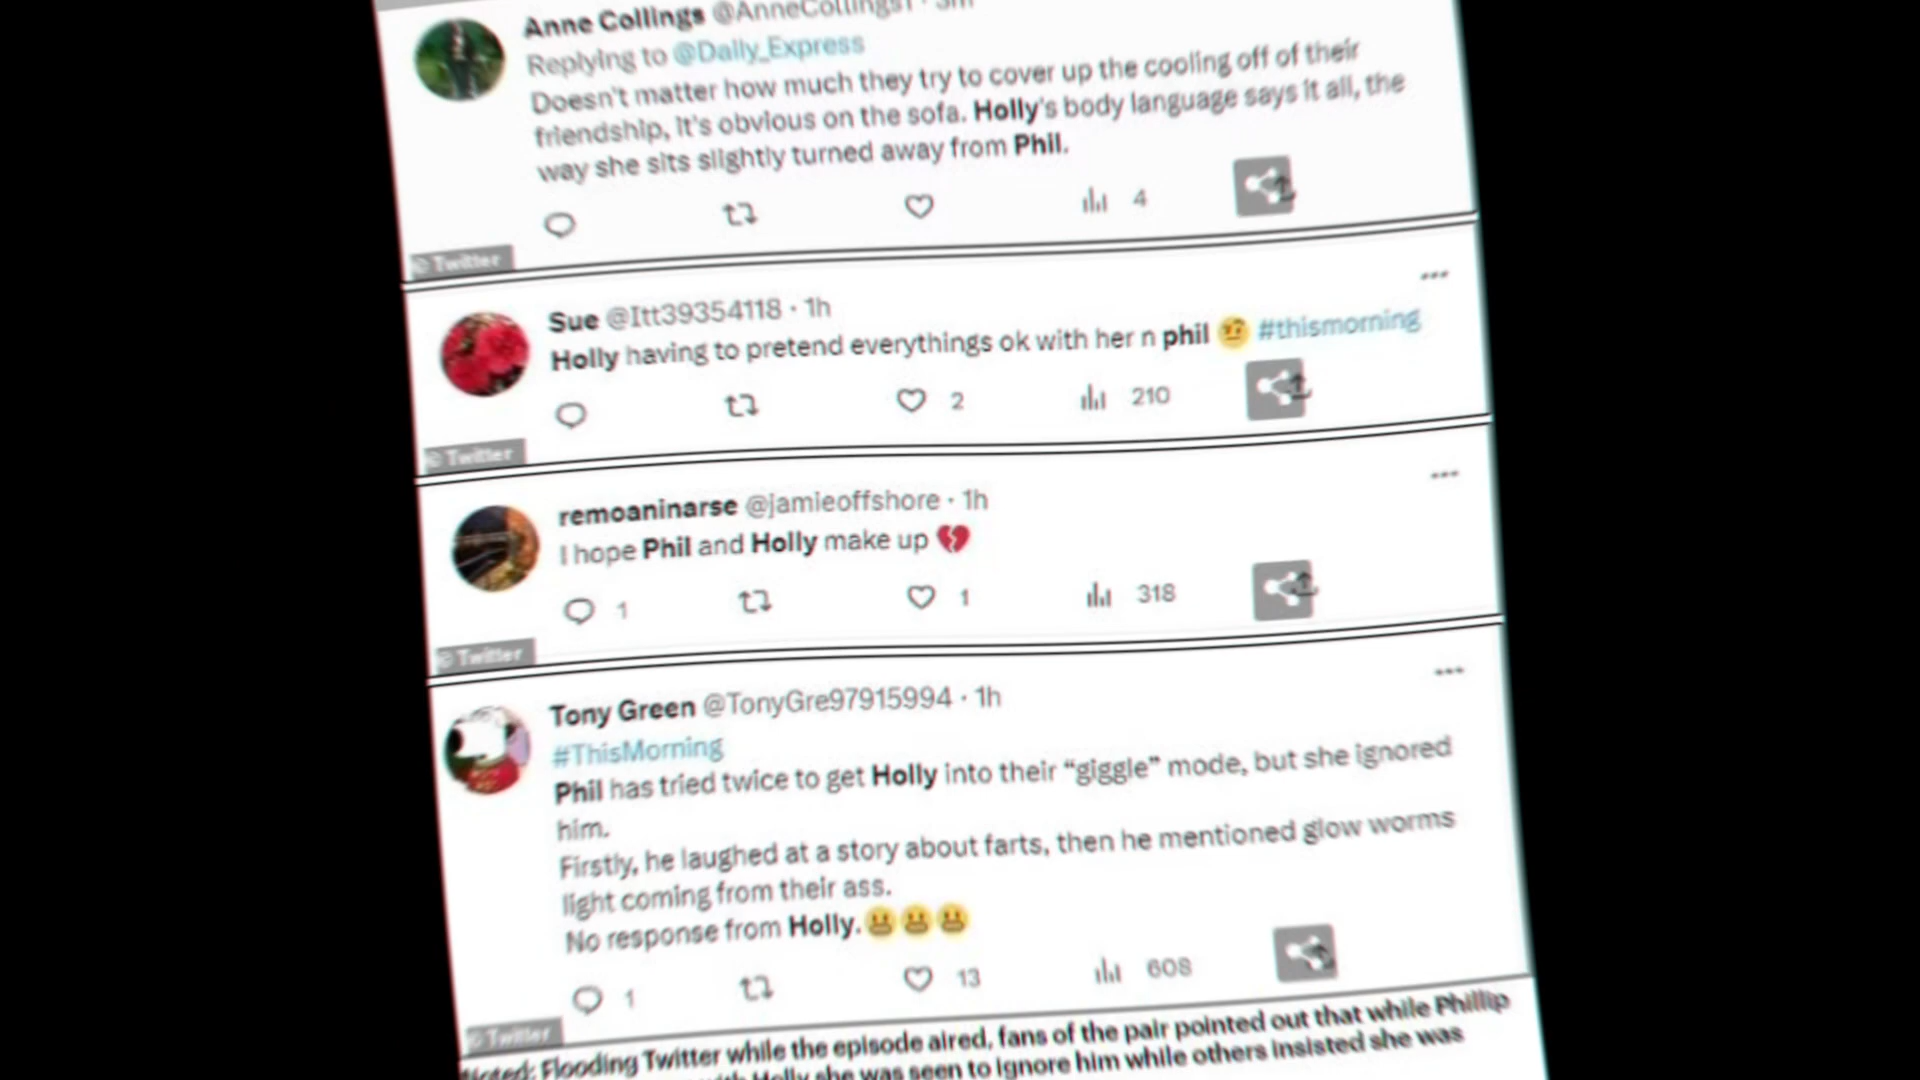 Anne Collings @AnneCollings1 · 3m
Replying to @Daily_Express
Doesn't matter how much they try to cover up the cooling off of their
friendship, it's obvious on the sofa. Holly's body language says it all, the
way she sits slightly turned away from Phil.
4
© Twitter
Sue @Itt39354118 · 1h
Holly having to pretend everythings ok with her n phil 🤨 #thismorning
2 210
© Twitter
remoaninarse @jamieoffshore · 1h
I hope Phil and Holly make up 💔
1 1 318
© Twitter
Tony Green @TonyGre97915994 · 1h
#ThisMorning
Phil has tried twice to get Holly into their “giggle” mode, but she ignored
him.
Firstly, he laughed at a story about farts, then he mentioned glow worms
light coming from their ass.
No response from Holly. 😬😬😬
1 13 608
© Twitter
Flooding Twitter while the episode aired, fans of the pair pointed out that while Phillip
with Holly she was seen to ignore him while others insisted she was